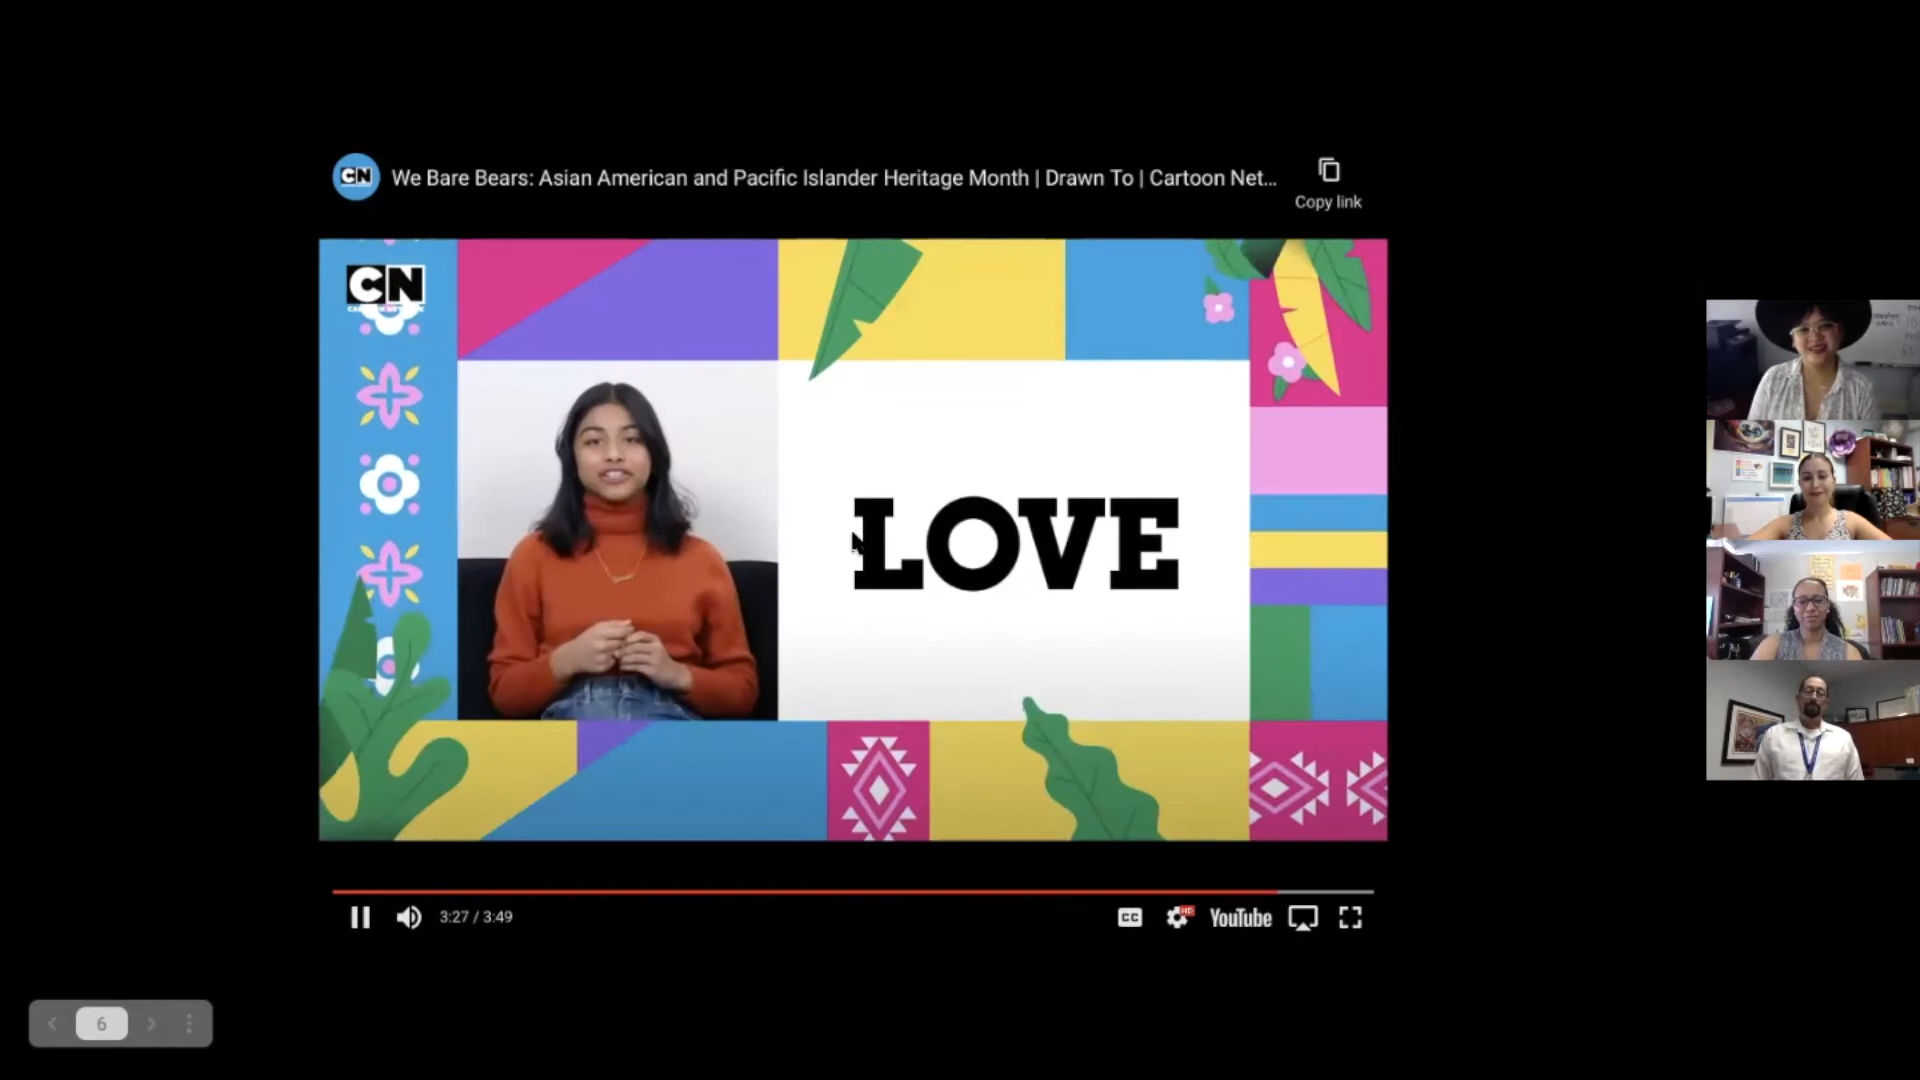 CN
We Bare Bears: Asian American and Pacific Islander Heritage Month | Drawn To | Cartoon Net...
Copy link
CN
LOVE
3:27 / 3:49
CC
HD
YouTube
6